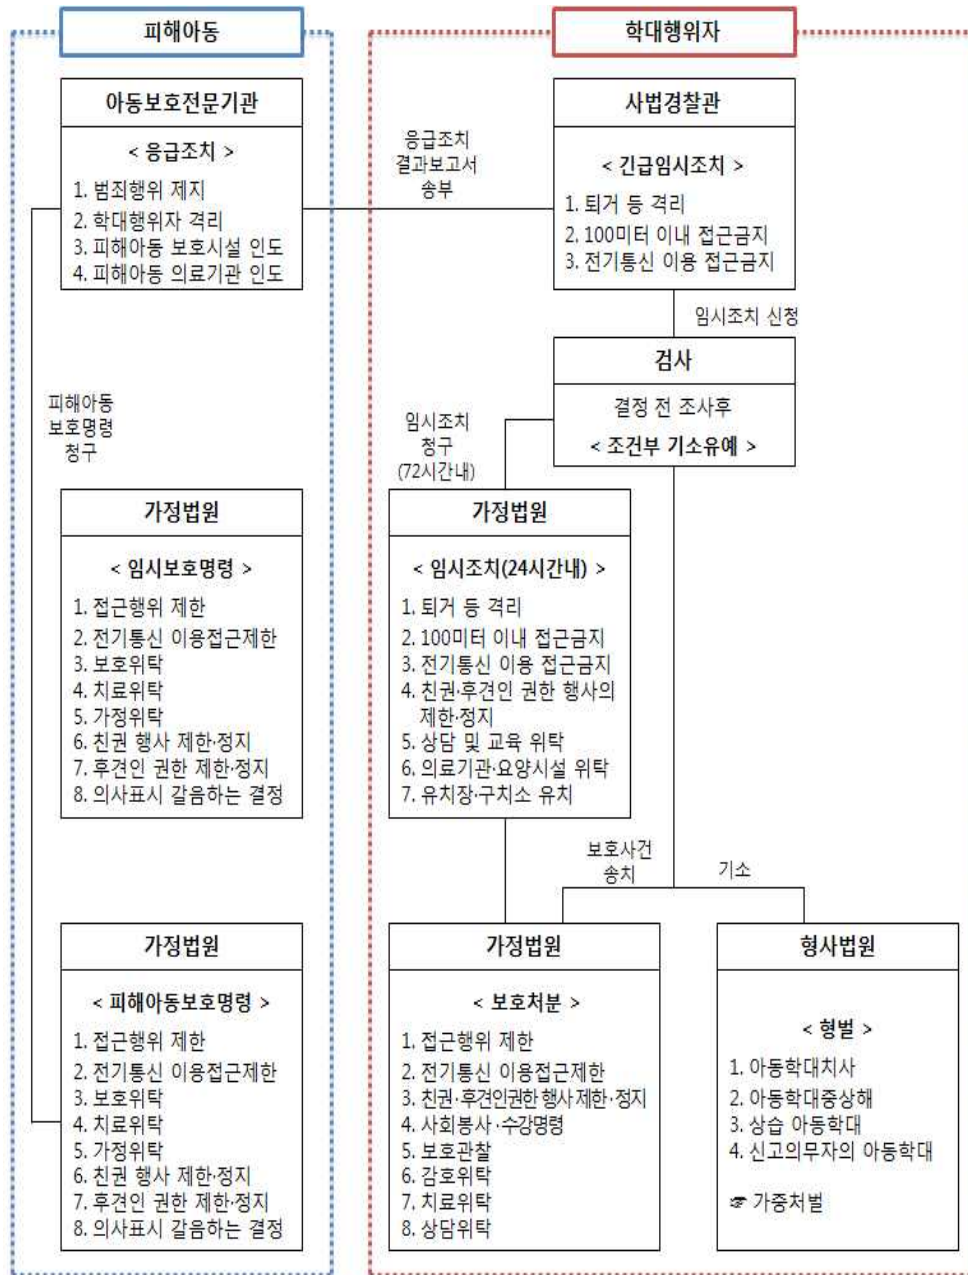 피해아동
학대행위자
아동보호전문기관
< 응급조치 >
1. 범죄행위 제지
2. 학대행위자 격리
3. 피해아동 보호시설 인도
4. 피해아동 의료기관 인도
응급조치
결과보고서
송부
사법경찰관
< 긴급임시조치 >
1. 퇴거 등 격리
2. 100미터 이내 접근금지
3. 전기통신 이용 접근금지
임시조치 신청
검사
결정 전 조사후
< 조건부 기소유예 >
피해아동
보호명령
청구
임시조치
청구
(72시간내)
가정법원
< 임시보호명령 >
1. 접근행위 제한
2. 전기통신 이용접근제한
3. 보호위탁
4. 치료위탁
5. 가정위탁
6. 친권 행사 제한·정지
7. 후견인 권한 제한·정지
8. 의사표시 갈음하는 결정
가정법원
< 임시조치(24시간내) >
1. 퇴거 등 격리
2. 100미터 이내 접근금지
3. 전기통신 이용 접근금지
4. 친권·후견인 권한 행사의
제한·정지
5. 상담 및 교육 위탁
6. 의료기관·요양시설 위탁
7. 유치장·구치소 유치
보호사건
송치
기소
가정법원
< 피해아동보호명령 >
1. 접근행위 제한
2. 전기통신 이용접근제한
3. 보호위탁
4. 치료위탁
5. 가정위탁
6. 친권 행사 제한·정지
7. 후견인 권한 제한·정지
8. 의사표시 갈음하는 결정
가정법원
< 보호처분 >
1. 접근행위 제한
2. 전기통신 이용접근제한
3. 친권·후견인권한 행사 제한·정지
4. 사회봉사·수강명령
5. 보호관찰
6. 감호위탁
7. 치료위탁
8. 상담위탁
형사법원
< 형벌 >
1. 아동학대치사
2. 아동학대중상해
3. 상습 아동학대
4. 신고의무자의 아동학대
☞ 가중처벌